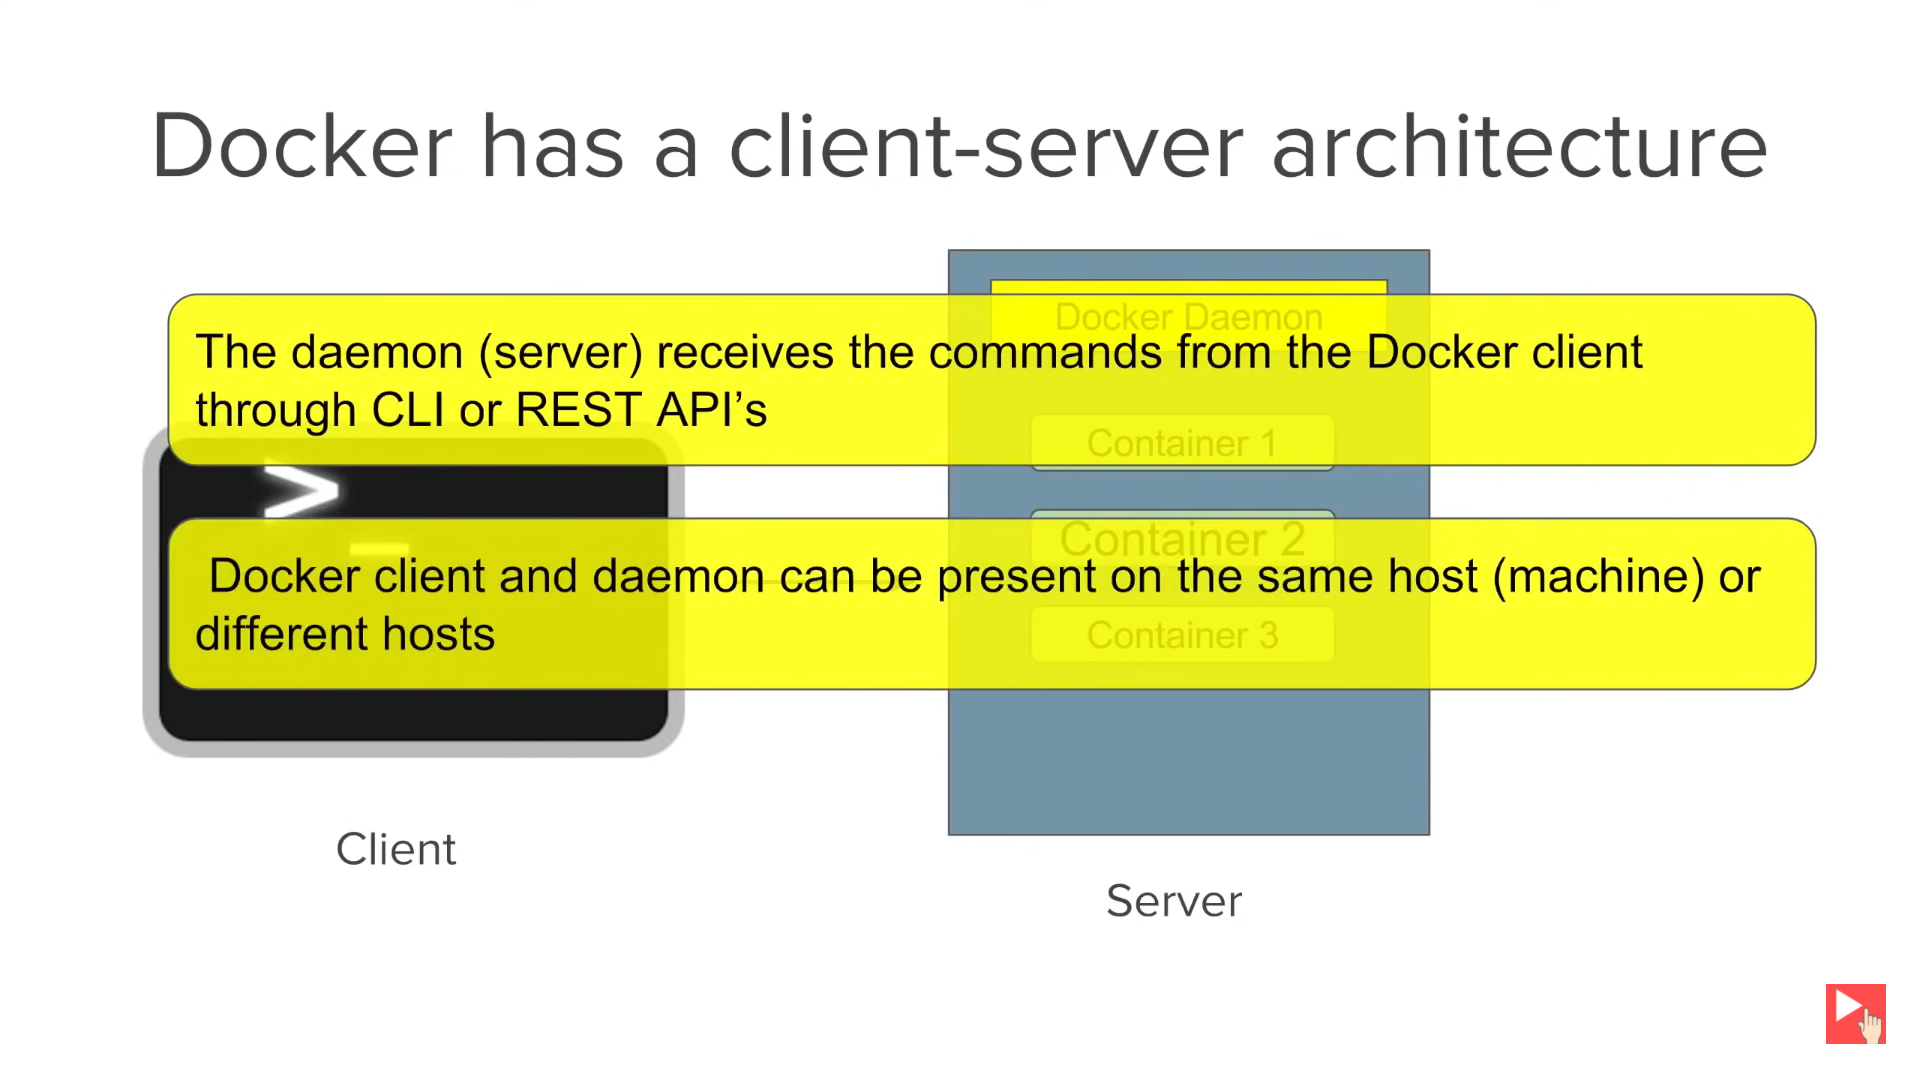 Docker has a client-server architecture
Docker Daemon
The daemon (server) receives the commands from the Docker client
through CLI or REST API’s
Container 1
>_
Container 2
Docker client and daemon can be present on the same host (machine) or
different hosts
Container 3
Client
Server